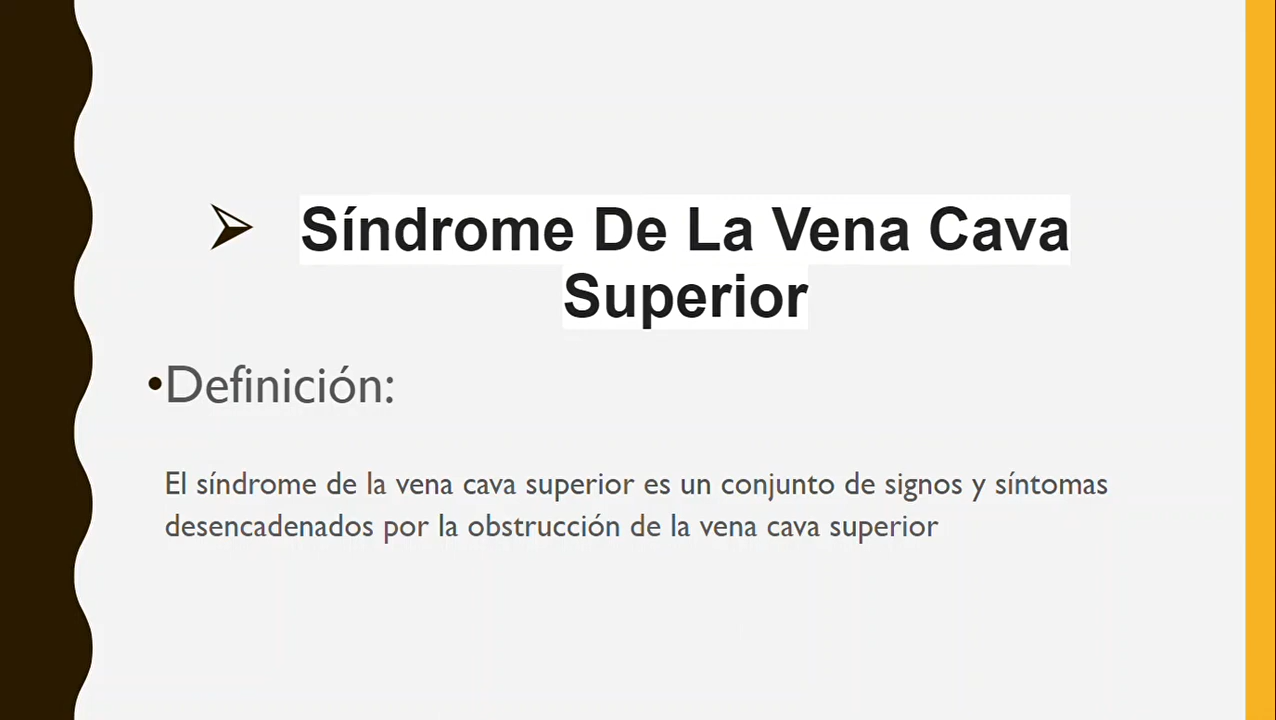 Síndrome De La Vena Cava
Superior
•Definición:
El síndrome de la vena cava superior es un conjunto de signos y síntomas
desencadenados por la obstrucción de la vena cava superior